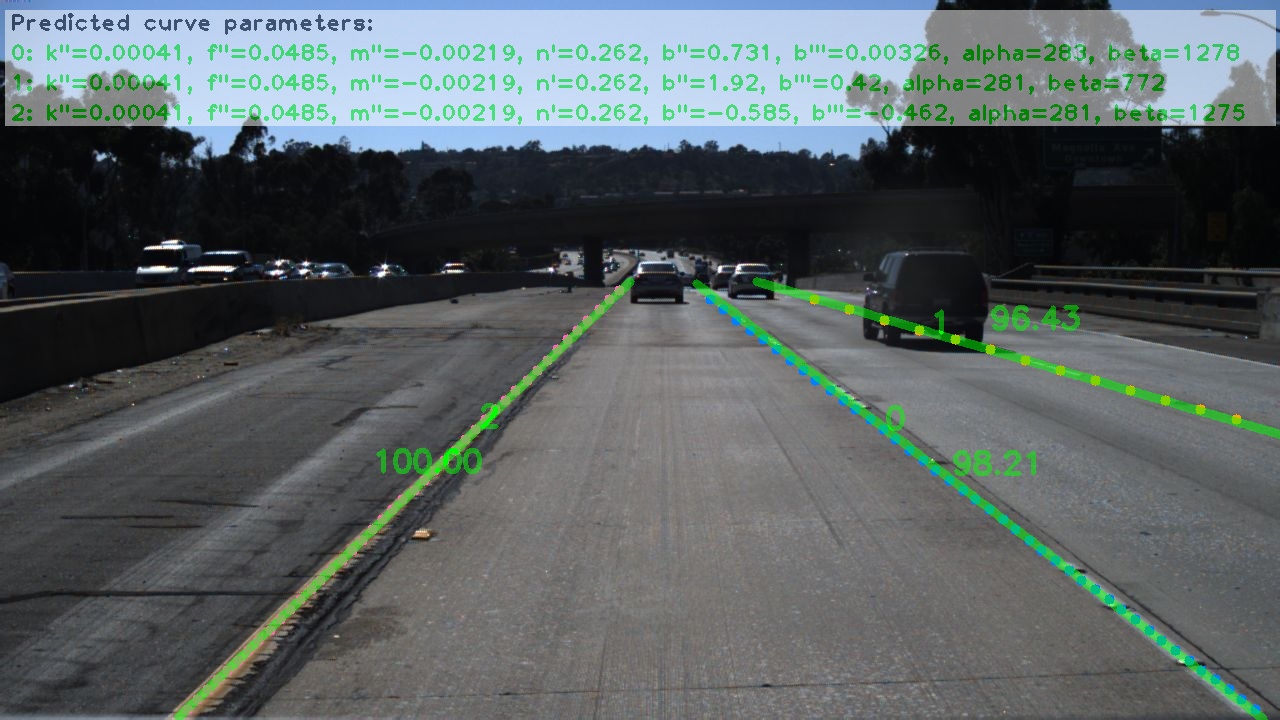 Predicted curve parameters:
0: k''=0.00041, f''=0.0485, m''=-0.00219, n'=0.262, b''=0.731, b'''=0.00326, alpha=283, beta=1278
1: k''=0.00041, f''=0.0485, m''=-0.00219, n'=0.262, b''=1.92, b'''=0.42, alpha=281, beta=772
2: k''=0.00041, f''=0.0485, m''=-0.00219, n'=0.262, b''=-0.585, b'''=-0.462, alpha=281, beta=1275
Magnolia Ave
Downtown
1 96.43
2
0
100.00
98.21